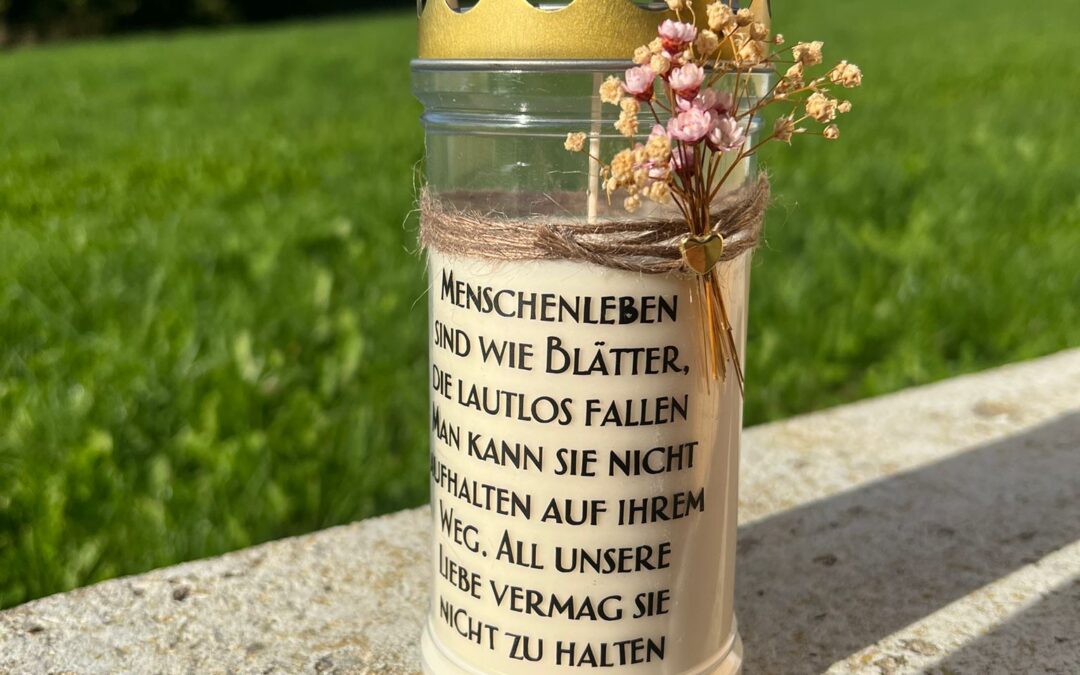 Menschenleben
sind wie Blätter,
die lautlos fallen
Man kann sie nicht
aufhalten auf ihrem
Weg. All unsere
Liebe vermag sie
nicht zu halten